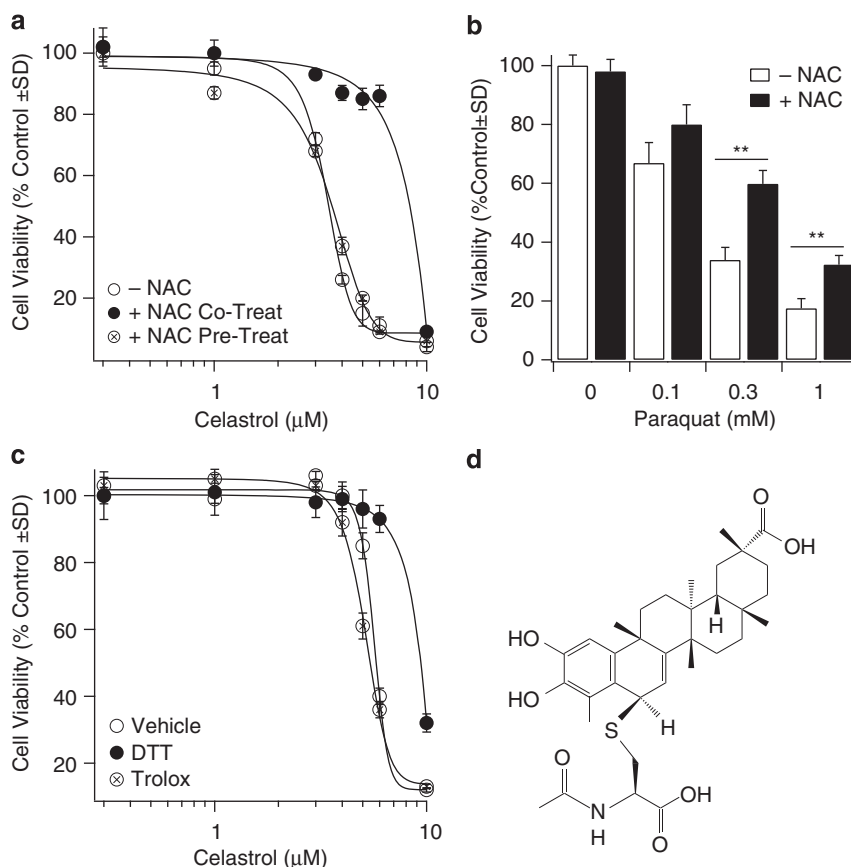 a
Cell Viability (% Control ±SD)
100
80
60
40
20
– NAC
+ NAC Co-Treat
+ NAC Pre-Treat
1
10
Celastrol (μM)
b
Cell Viability (%Control±SD)
100
80
60
40
20
0
– NAC
+ NAC
**
**
0
0.1
0.3
1
Paraquat (mM)
c
Cell Viability (% Control ±SD)
100
80
60
40
20
Vehicle
DTT
Trolox
1
10
Celastrol (μM)
d
O
OH
H
HO
HO
H
S
O
N
H
OH
O